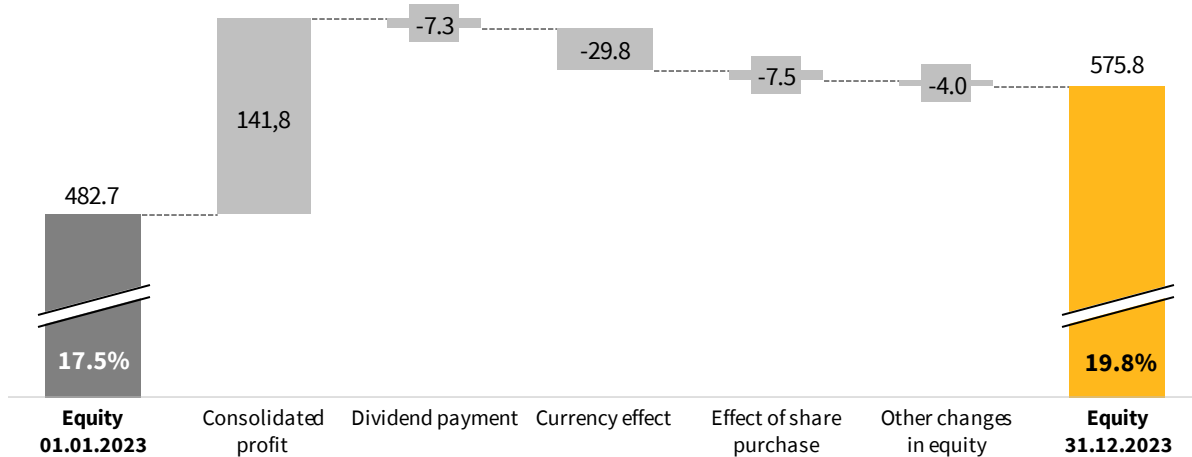 -7.3
-29.8
-7.5
-4.0
575.8
141,8
482.7
17.5%
19.8%
Equity
01.01.2023
Consolidated
profit
Dividend payment
Currency effect
Effect of share
purchase
Other changes
in equity
Equity
31.12.2023